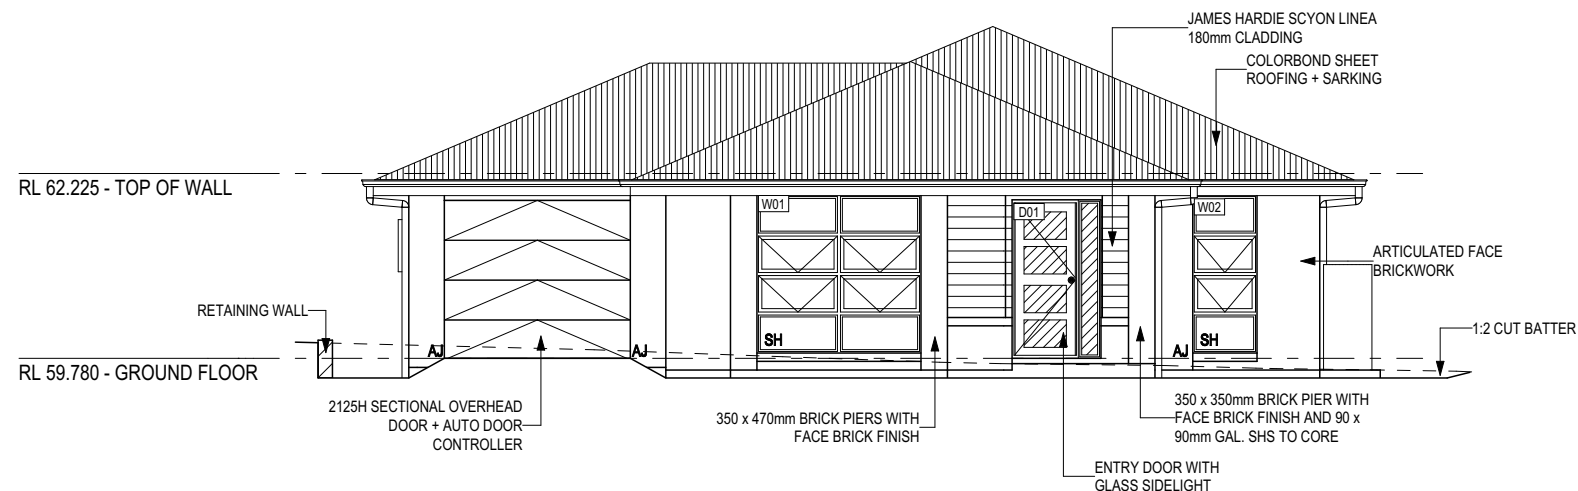 JAMES HARDIE SCYON LINEA
180mm CLADDING
COLORBOND SHEET
ROOFING + SARKING
RL 62.225 - TOP OF WALL
W01
D01
W02
ARTICULATED FACE
BRICKWORK
RETAINING WALL
1:2 CUT BATTER
SH
SH
AJ
AJ
AJ
RL 59.780 - GROUND FLOOR
2125H SECTIONAL OVERHEAD
DOOR + AUTO DOOR
CONTROLLER
350 x 470mm BRICK PIERS WITH
FACE BRICK FINISH
350 x 350mm BRICK PIER WITH
FACE BRICK FINISH AND 90 x
90mm GAL. SHS TO CORE
ENTRY DOOR WITH
GLASS SIDELIGHT